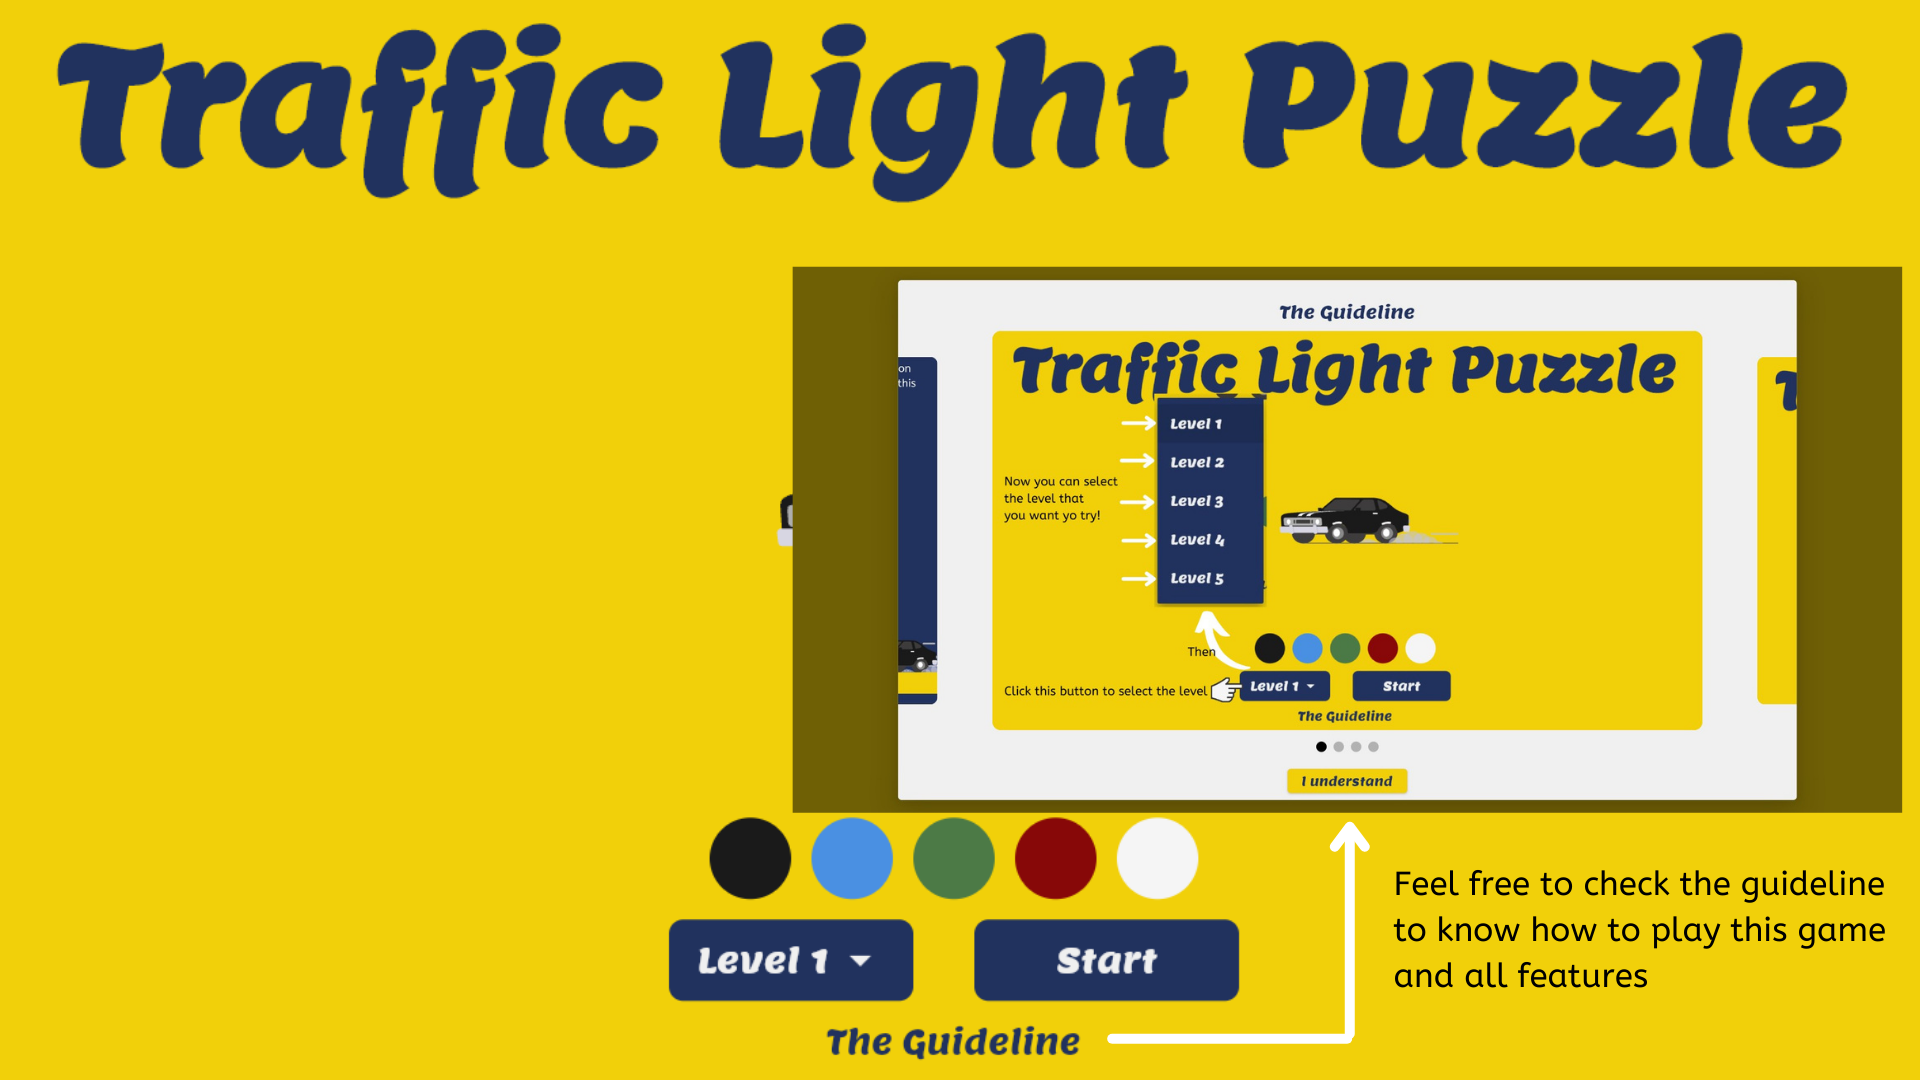 Traffic Light Puzzle
The Guideline
on
this
Traffic Light Puzzle
Level 1
Level 2
Level 3
Level 4
Level 5
Now you can select
the level that
you want yo try!
Then
Click this button to select the level
Level 1
Start
The Guideline
I understand
T
Level 1
Start
The Guideline
Feel free to check the guideline
to know how to play this game
and all features